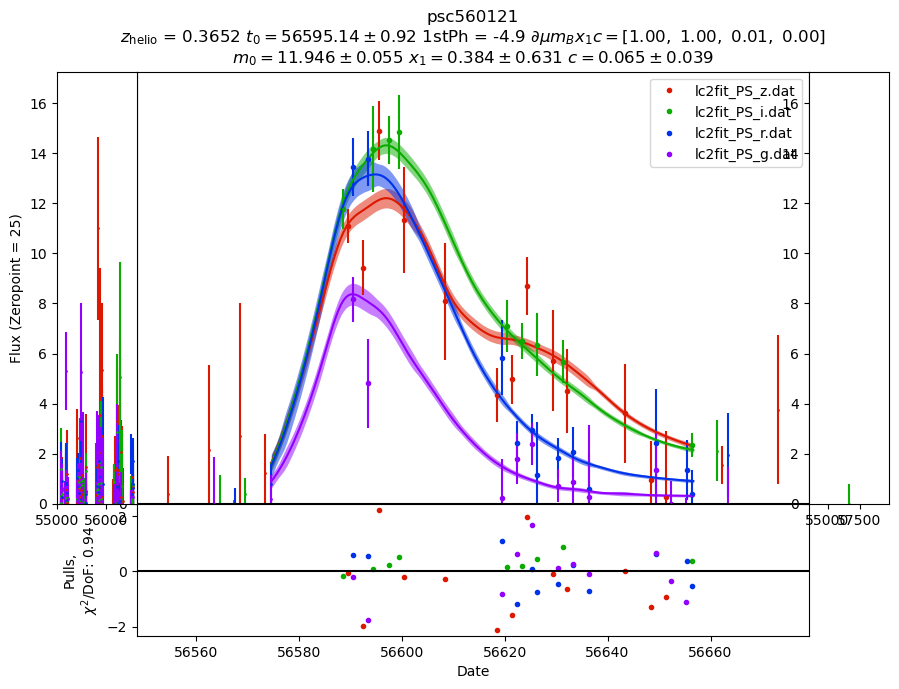 psc560121
z_helio = 0.3652 t_0 = 56595.14 ± 0.92 1stPh = -4.9 ∂μm_Bx_1c = [1.00, 1.00, 0.01, 0.00]
m_0 = 11.946 ± 0.055 x_1 = 0.384 ± 0.631 c = 0.065 ± 0.039
lc2fit_PS_z.dat
lc2fit_PS_i.dat
lc2fit_PS_r.dat
lc2fit_PS_g.dat
Flux (Zeropoint = 25)
16
14
12
10
8
6
4
2
0
16
14
12
10
8
6
4
2
0
55000 56000
55000 57500
Pulls,
χ²/DoF: 0.94
2
0
−2
56560 56580 56600 56620 56640 56660
Date